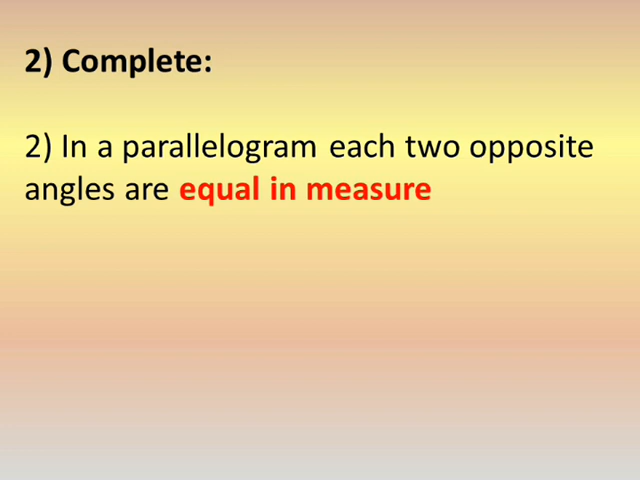 2) Complete:
2) In a parallelogram each two opposite
angles are equal in measure